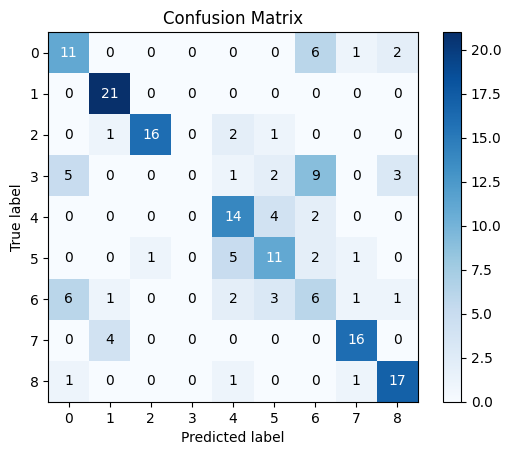 Confusion Matrix
0 11 0 0 0 0 0 6 1 2
1 0 21 0 0 0 0 0 0 0
2 0 1 16 0 2 1 0 0 0
3 5 0 0 0 1 2 9 0 3
4 0 0 0 0 14 4 2 0 0
5 0 0 1 0 5 11 2 1 0
6 6 1 0 0 2 3 6 1 1
7 0 4 0 0 0 0 0 16 0
8 1 0 0 0 1 0 0 1 17
0 1 2 3 4 5 6 7 8
Predicted label
True label
20.0
17.5
15.0
12.5
10.0
7.5
5.0
2.5
0.0